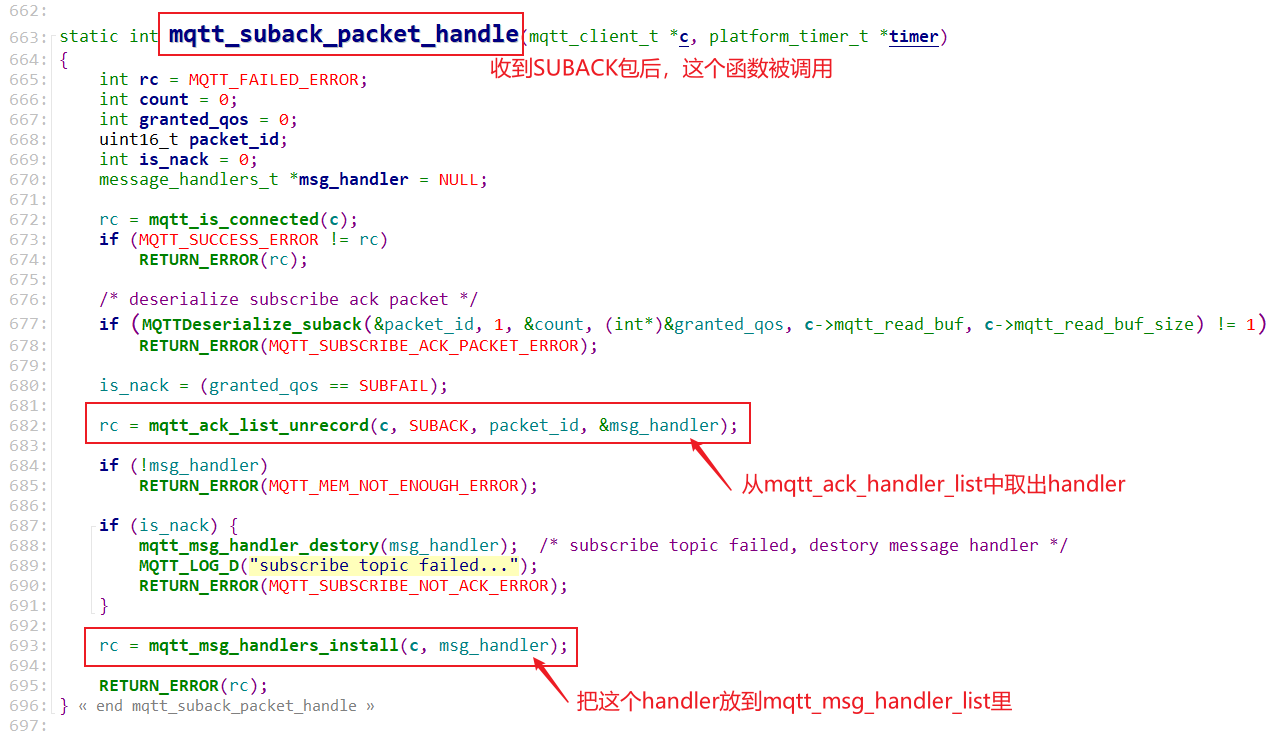 662:
663: static int mqtt_suback_packet_handle(mqtt_client_t *c, platform_timer_t *timer)
664: {
收到SUBACK包后，这个函数被调用
665: int rc = MQTT_FAILED_ERROR;
666: int count = 0;
667: int granted_qos = 0;
668: uint16_t packet_id;
669: int is_nack = 0;
670: message_handlers_t *msg_handler = NULL;
671:
672: rc = mqtt_is_connected(c);
673: if (MQTT_SUCCESS_ERROR != rc)
674: RETURN_ERROR(rc);
675:
676: /* deserialize subscribe ack packet */
677: if (MQTTDeserialize_suback(&packet_id, 1, &count, (int*)&granted_qos, c->mqtt_read_buf, c->mqtt_read_buf_size) != 1)
678: RETURN_ERROR(MQTT_SUBSCRIBE_ACK_PACKET_ERROR);
679:
680: is_nack = (granted_qos == SUBFAIL);
681:
682: rc = mqtt_ack_list_unrecord(c, SUBACK, packet_id, &msg_handler);
683:
684: if (!msg_handler)
685: RETURN_ERROR(MQTT_MEM_NOT_ENOUGH_ERROR);
从mqtt_ack_handler_list中取出handler
686:
687: if (is_nack) {
688: mqtt_msg_handler_destory(msg_handler); /* subscribe topic failed, destory message handler */
689: MQTT_LOG_D("subscribe topic failed...");
690: RETURN_ERROR(MQTT_SUBSCRIBE_NOT_ACK_ERROR);
691: }
692:
693: rc = mqtt_msg_handlers_install(c, msg_handler);
694:
695: RETURN_ERROR(rc);
把这个handler放到mqtt_msg_handler_list里
696: } « end mqtt_suback_packet_handle »
697: